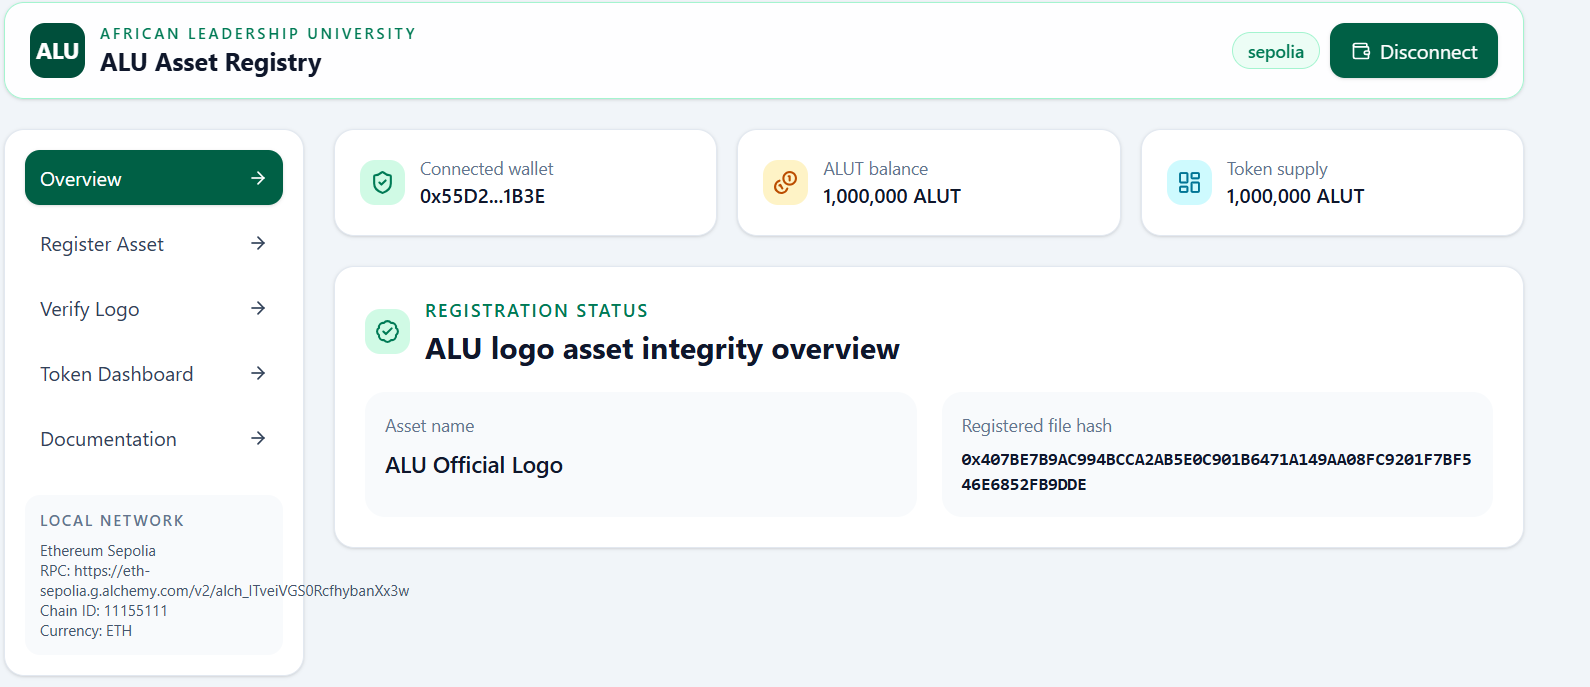 ALU
AFRICAN LEADERSHIP UNIVERSITY
ALU Asset Registry
sepolia
Disconnect
Overview
Register Asset
Verify Logo
Token Dashboard
Documentation
LOCAL NETWORK
Ethereum Sepolia
RPC: https://eth-
sepolia.g.alchemy.com/v2/alch_lTveiVGS0RcfhybanXx3w
Chain ID: 11155111
Currency: ETH
Connected wallet
0x55D2...1B3E
ALUT balance
1,000,000 ALUT
Token supply
1,000,000 ALUT
REGISTRATION STATUS
ALU logo asset integrity overview
Asset name
ALU Official Logo
Registered file hash
0x407BE7B9AC994BCCA2AB5E0C901B6471A149AA08FC9201F7BF5
46E6852FB9DDE